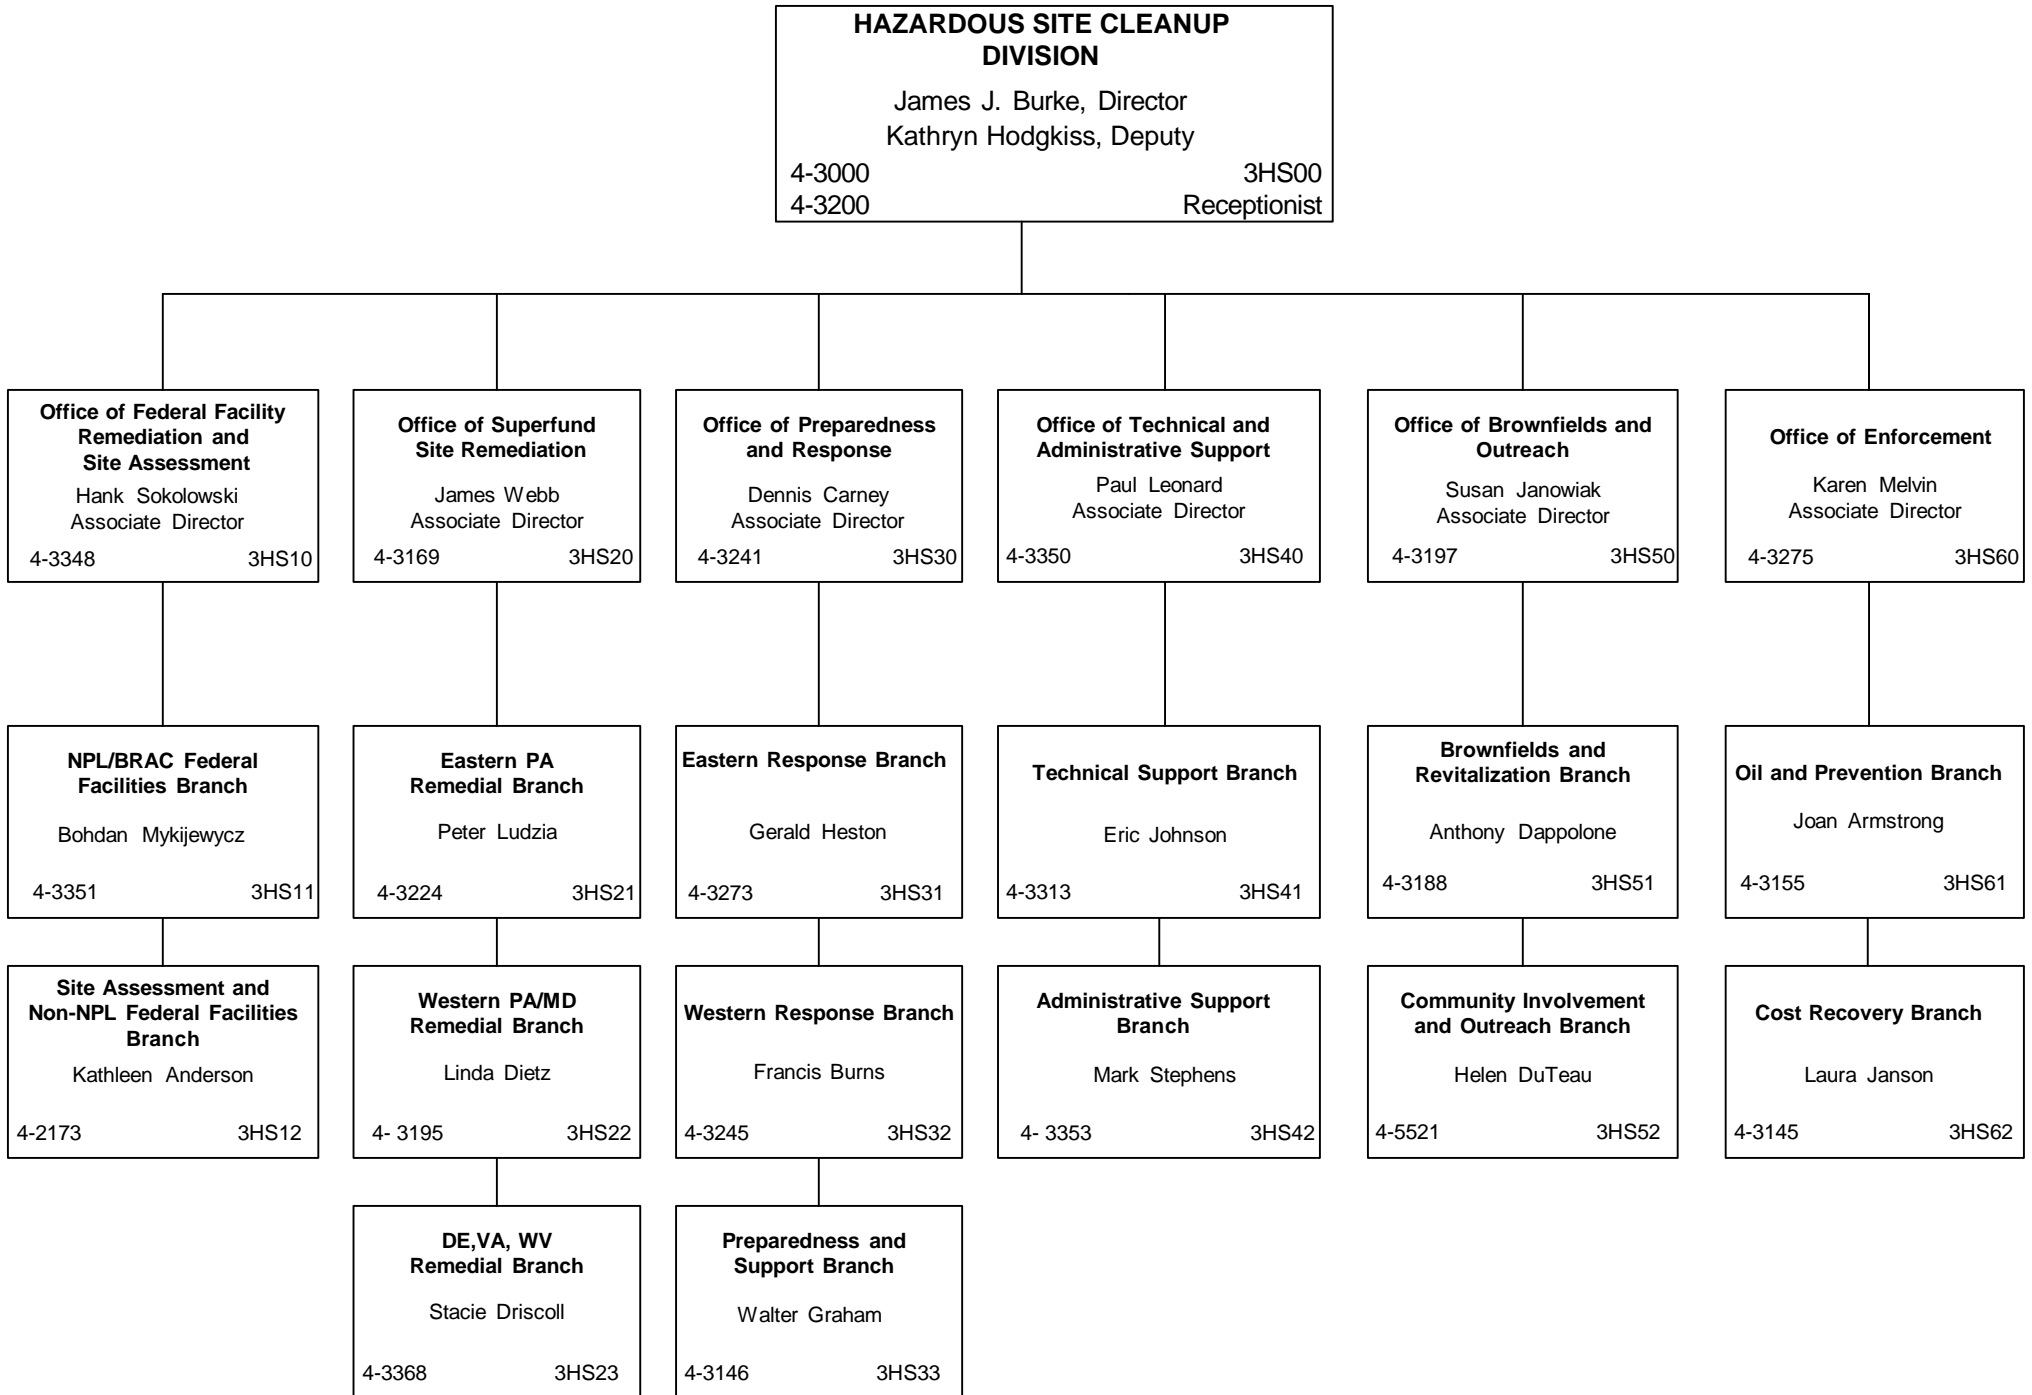 HAZARDOUS SITE CLEANUP
DIVISION
James J. Burke, Director
Kathryn Hodgkiss, Deputy
4-3000 3HS00
4-3200 Receptionist
Office of Federal Facility
Remediation and
Site Assessment
Hank Sokolowski
Associate Director
4-3348 3HS10
Office of Superfund
Site Remediation
James Webb
Associate Director
4-3169 3HS20
Office of Preparedness
and Response
Dennis Carney
Associate Director
4-3241 3HS30
Office of Technical and
Administrative Support
Paul Leonard
Associate Director
4-3350 3HS40
Office of Brownfields and
Outreach
Susan Janowiak
Associate Director
4-3197 3HS50
Office of Enforcement
Karen Melvin
Associate Director
4-3275 3HS60
NPL/BRAC Federal
Facilities Branch
Bohdan Mykijewycz
4-3351 3HS11
Eastern PA
Remedial Branch
Peter Ludzia
4-3224 3HS21
Eastern Response Branch
Gerald Heston
4-3273 3HS31
Technical Support Branch
Eric Johnson
4-3313 3HS41
Brownfields and
Revitalization Branch
Anthony Dappolone
4-3188 3HS51
Oil and Prevention Branch
Joan Armstrong
4-3155 3HS61
Site Assessment and
Non-NPL Federal Facilities
Branch
Kathleen Anderson
4-2173 3HS12
Western PA/MD
Remedial Branch
Linda Dietz
4- 3195 3HS22
Western Response Branch
Francis Burns
4-3245 3HS32
Administrative Support
Branch
Mark Stephens
4- 3353 3HS42
Community Involvement
and Outreach Branch
Helen DuTeau
4-5521 3HS52
Cost Recovery Branch
Laura Janson
4-3145 3HS62
DE,VA, WV
Remedial Branch
Stacie Driscoll
4-3368 3HS23
Preparedness and
Support Branch
Walter Graham
4-3146 3HS33